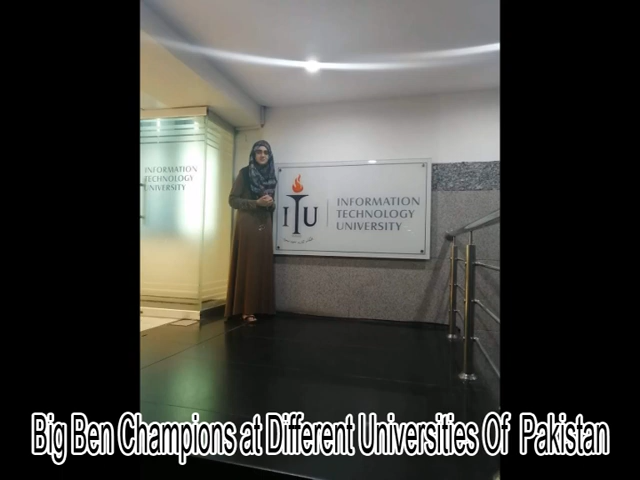 INFORMATION
TECHNOLOGY
UNIVERSITY
ITU
INFORMATION
TECHNOLOGY
UNIVERSITY
Big Ben Champions at Different Universities Of Pakistan